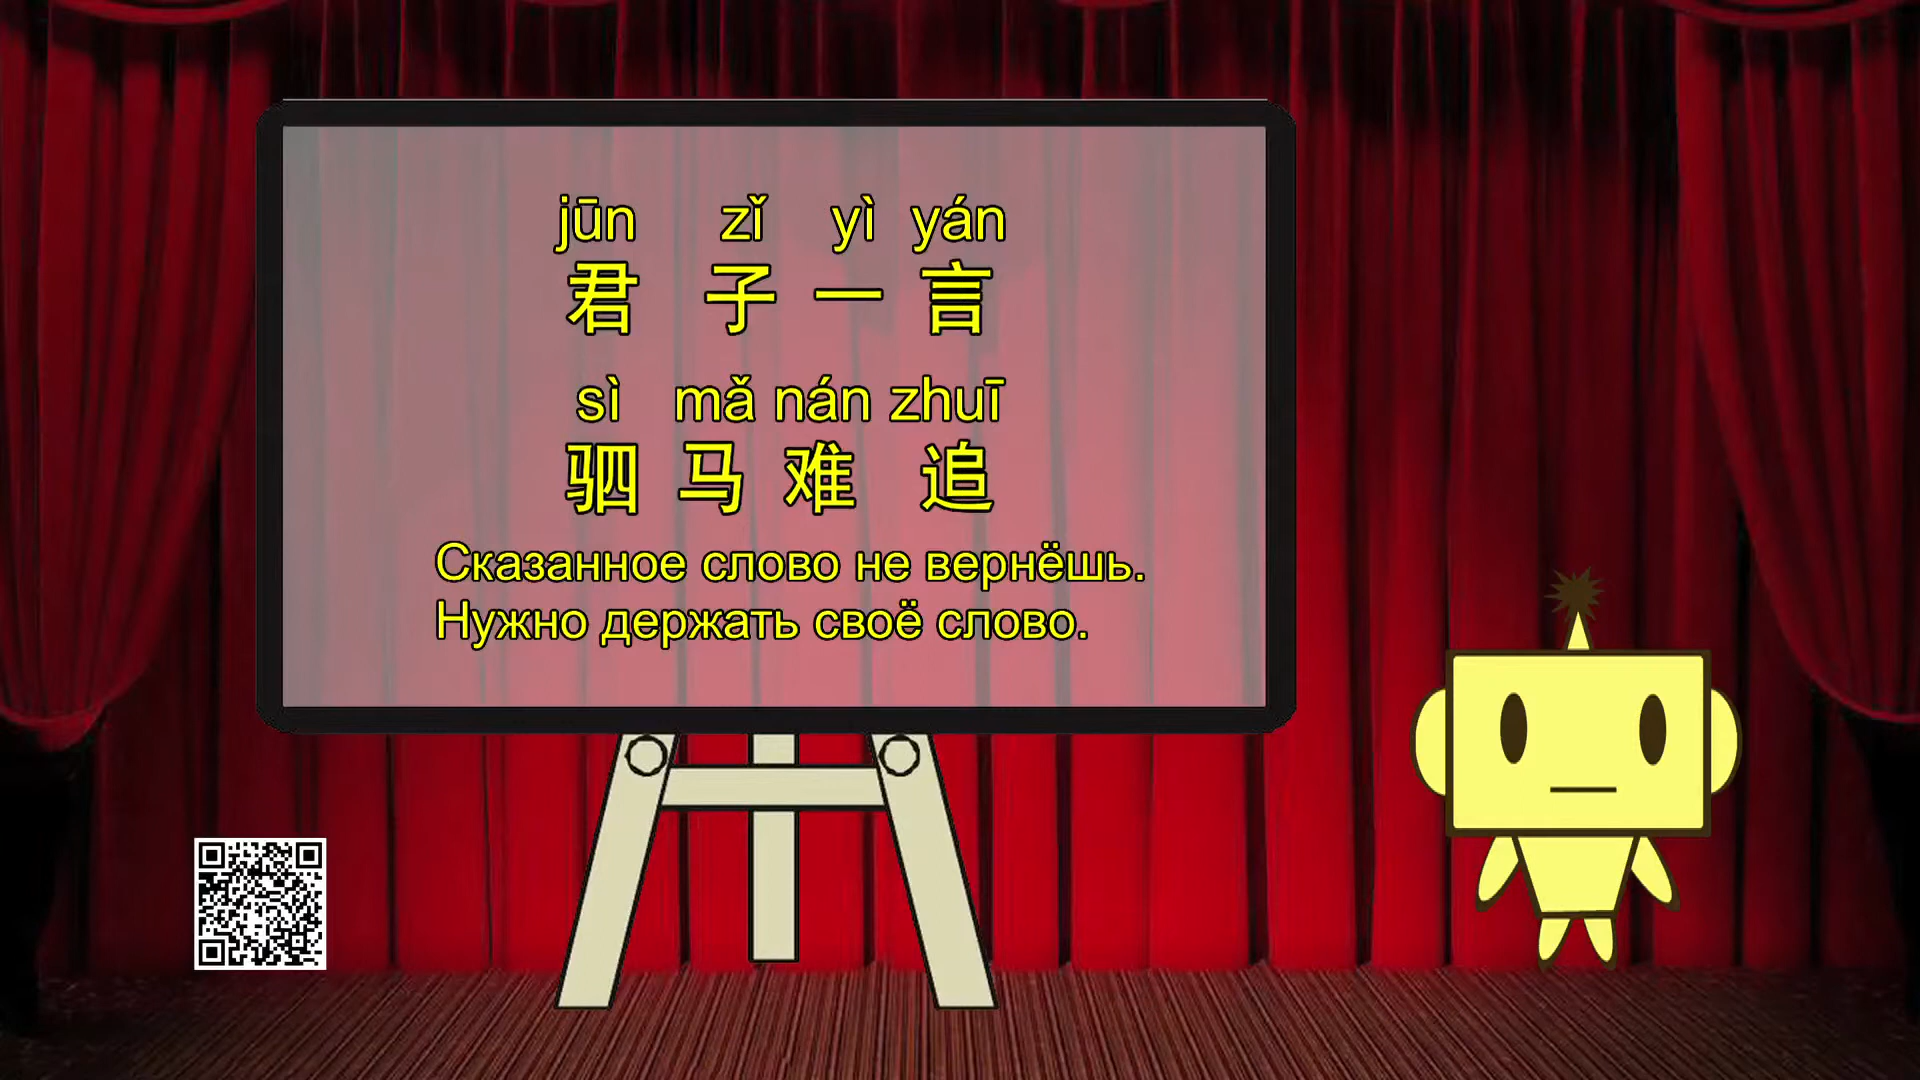 jūn zǐ yì yán
君子一言
sì mǎ nán zhuī
驷马难追
Сказанное слово не вернёшь.
Нужно держать своё слово.